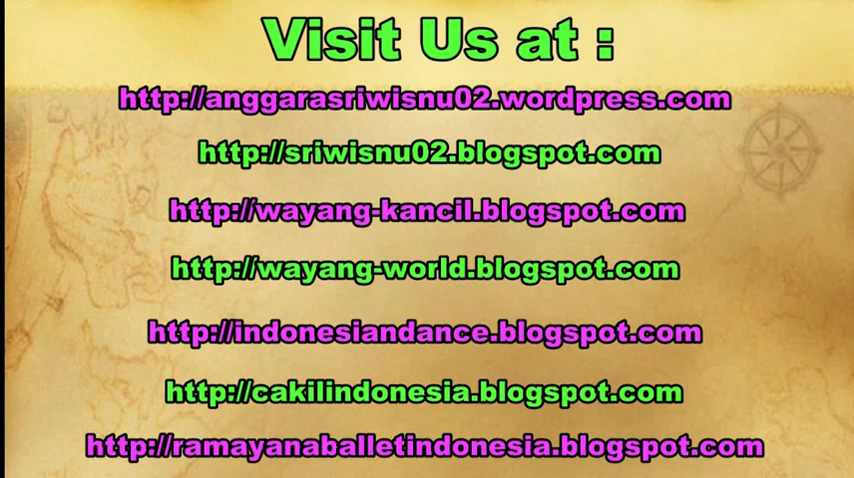 Visit Us at :
http://anggarasriwisnu02.wordpress.com
http://sriwisnu02.blogspot.com
http://wayang-kancil.blogspot.com
http://wayang-world.blogspot.com
http://indonesiandance.blogspot.com
http://cakilindonesia.blogspot.com
http://ramayanaballetindonesia.blogspot.com